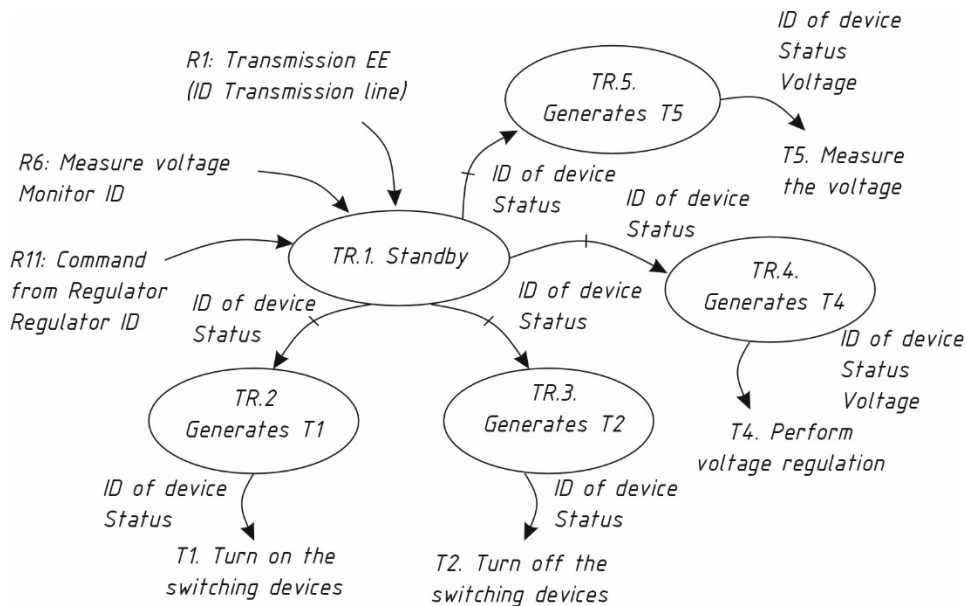 ID of device
Status
Voltage
R1: Transmission EE
(ID Transmission line)
TR.5.
Generates T5
T5. Measure
the voltage
R6: Measure voltage
Monitor ID
ID of device
Status
ID of device
Status
TR.1. Standby
R11: Command
from Regulator
Regulator ID
TR.4.
Generates T4
ID of device
Status
ID of device
Status
ID of device
Status
Voltage
TR.2
Generates T1
TR.3.
Generates T2
T4. Perform
voltage regulation
ID of device
Status
ID of device
Status
T1. Turn on the
switching devices
T2. Turn off the
switching devices